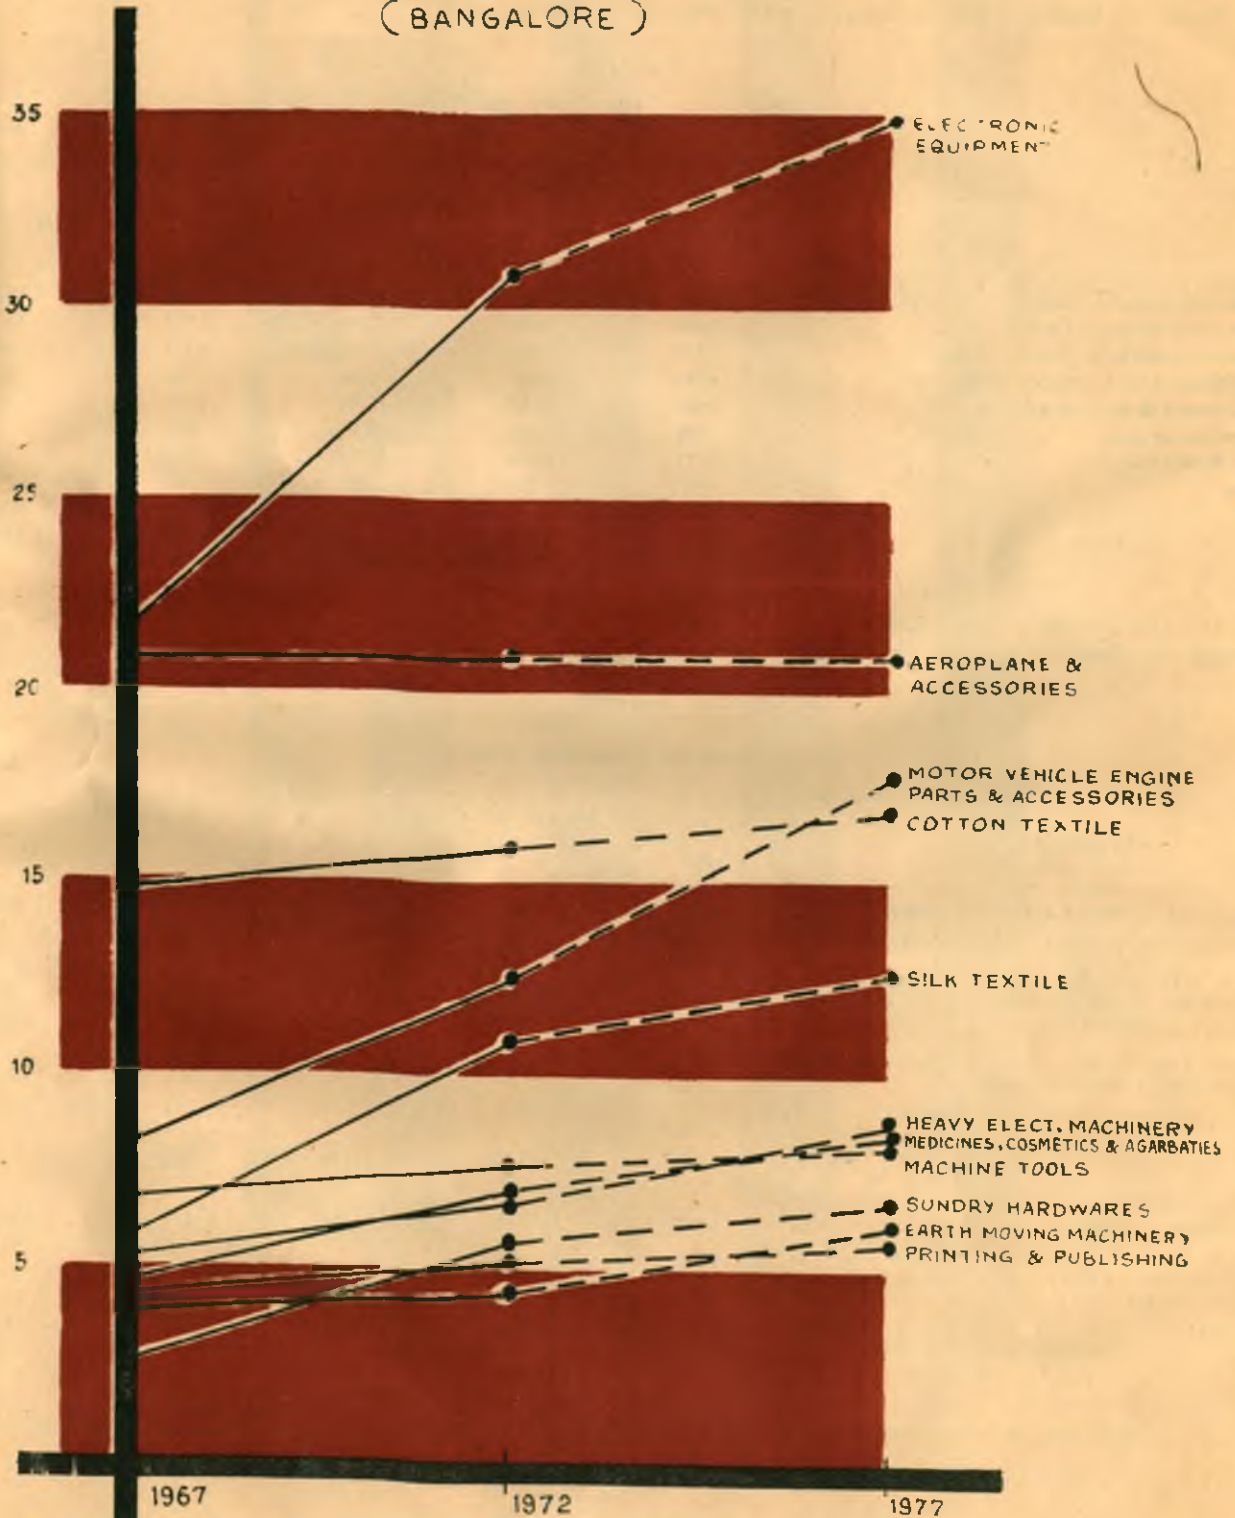 (BANGALORE)
35
ELECTRONIC
EQUIPMENT
30
25
20
AEROPLANE &
ACCESSORIES
MOTOR VEHICLE ENGINE
PARTS & ACCESSORIES
COTTON TEXTILE
15
SILK TEXTILE
10
HEAVY ELECT. MACHINERY
MEDICINES, COSMETICS & AGARBATIES
MACHINE TOOLS
SUNDRY HARDWARES
EARTH MOVING MACHINERY
PRINTING & PUBLISHING
5
1967
1972
1977